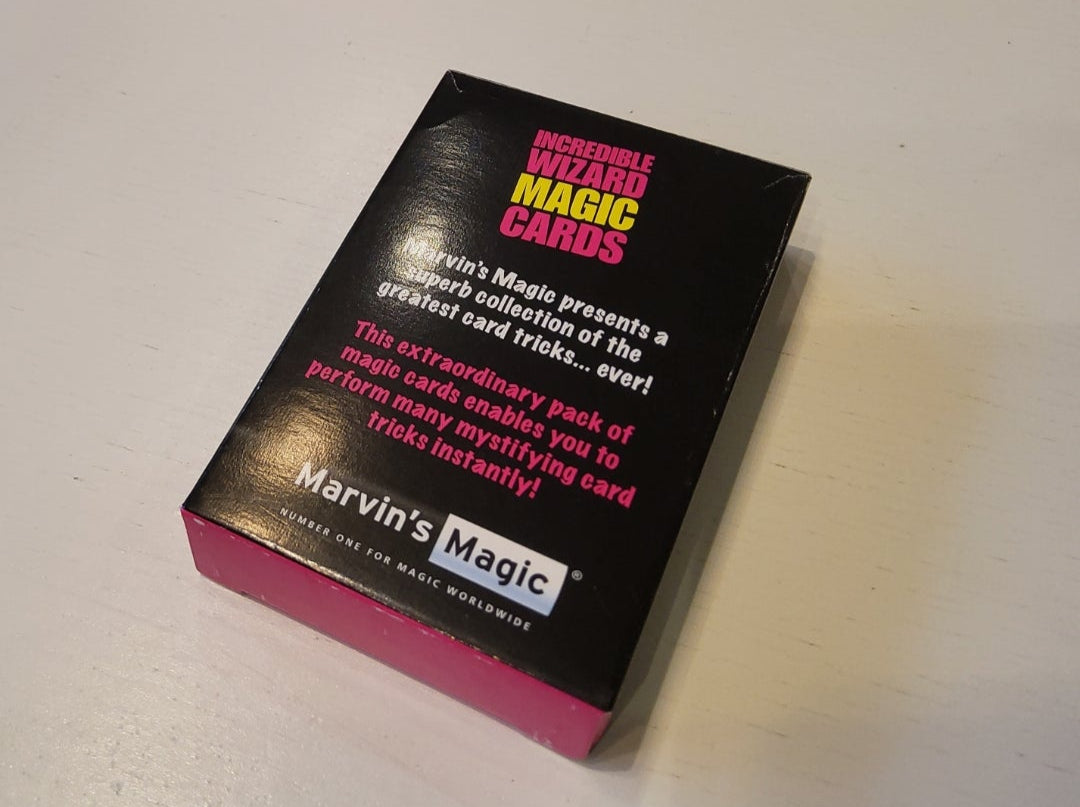 INCREDIBLE
WIZARD
MAGIC
CARDS
Marvin's Magic presents a
superb collection of the
greatest card tricks... ever!
This extraordinary pack of
magic cards enables you to
perform many mystifying card
tricks instantly!
Marvin's Magic®
NUMBER ONE FOR MAGIC WORLDWIDE